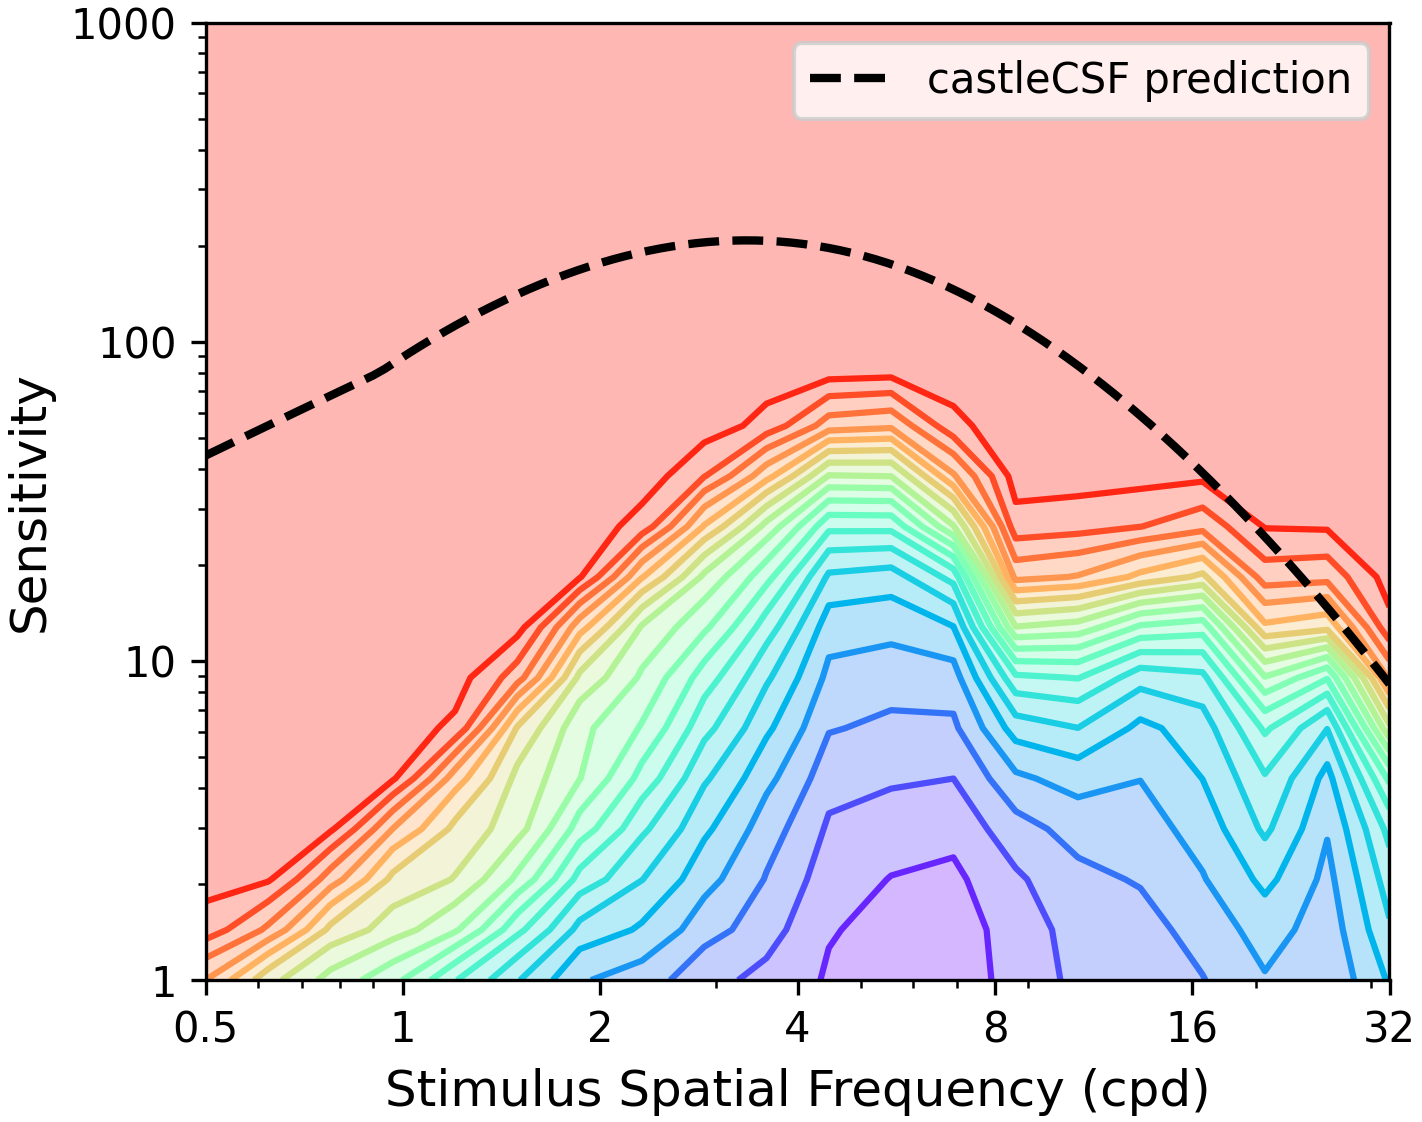 1000
castleCSF prediction
100
Sensitivity
10
1
0.5 1 2 4 8 16 32
Stimulus Spatial Frequency (cpd)